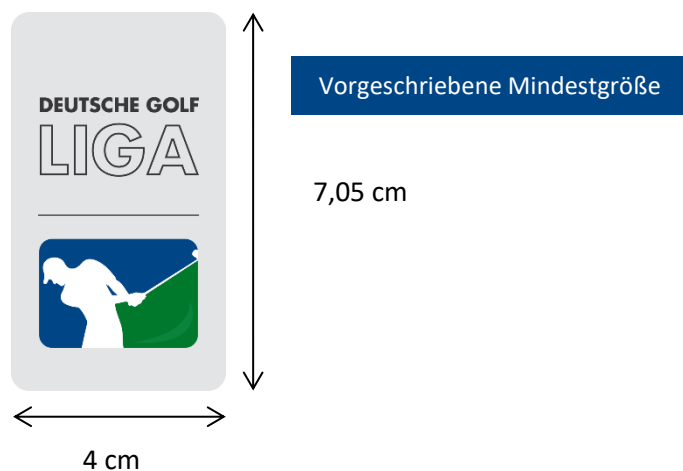 DEUTSCHE GOLF
LIGA
Vorgeschriebene Mindestgröße
7,05 cm
4 cm